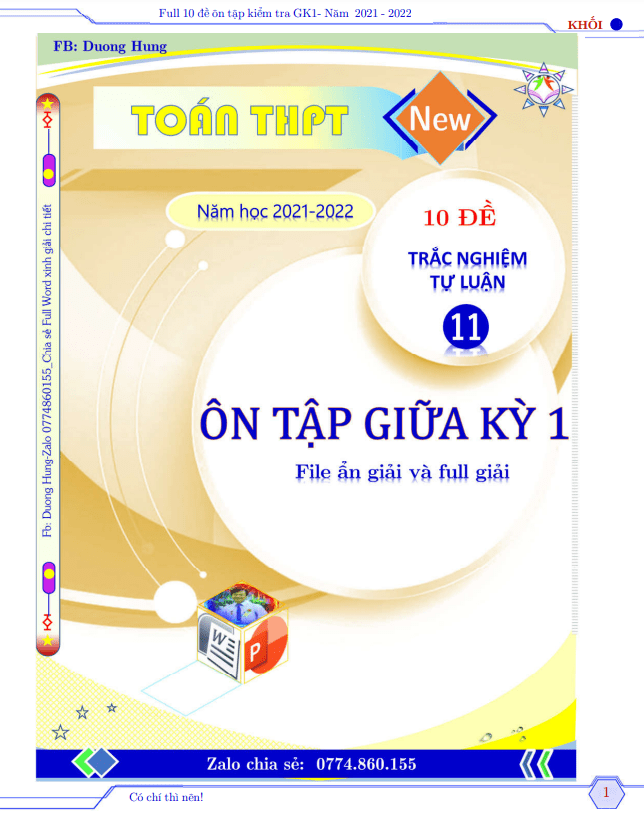 Full 10 đề ôn tập kiểm tra GK1- Năm 2021 - 2022
KHỐI
FB: Duong Hung
TOÁN THPT
New
Năm học 2021-2022
10 ĐỀ
TRẮC NGHIỆM
TỰ LUẬN
11
ÔN TẬP GIỮA KỲ 1
File ẩn giải và full giải
Fb: Duong Hung-Zalo 0774860155_Chia sẻ Full Word xinh giải chi tiết
W
P
Zalo chia sẻ: 0774.860.155
Có chí thì nên!
1